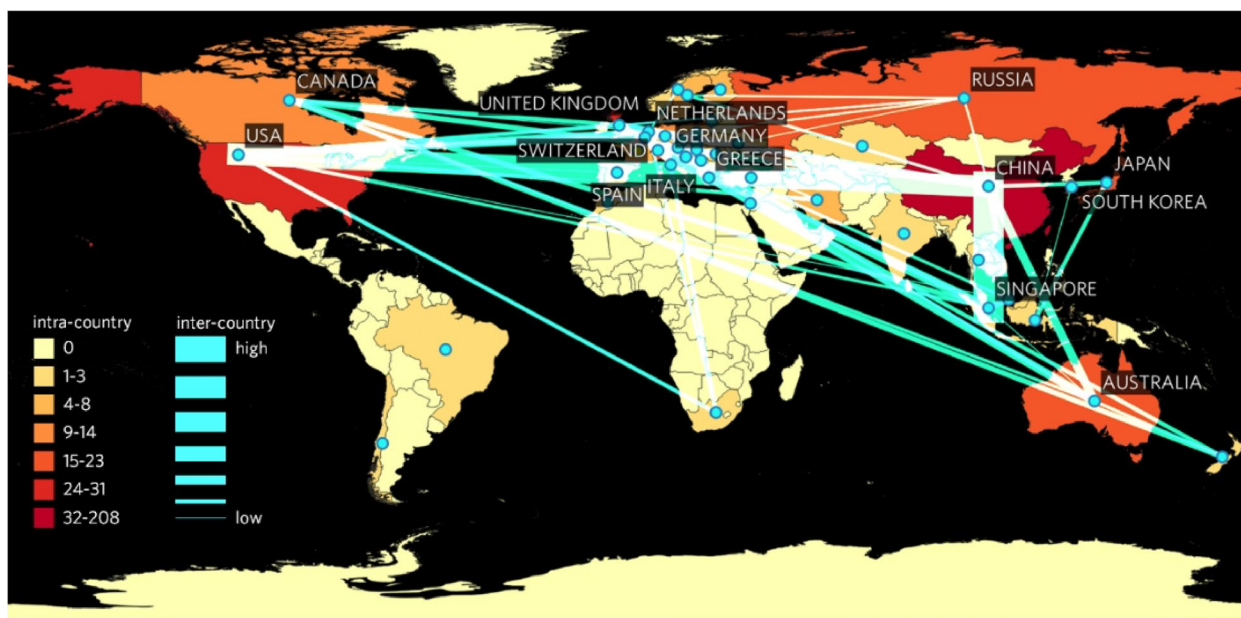 CANADA
RUSSIA
UNITED KINGDOM
NETHERLANDS
USA
GERMANY
SWITZERLAND
GREECE
CHINA
JAPAN
SPAIN
ITALY
SOUTH KOREA
SINGAPORE
AUSTRALIA
intra-country
0
1-3
4-8
9-14
15-23
24-31
32-208
inter-country
high
low